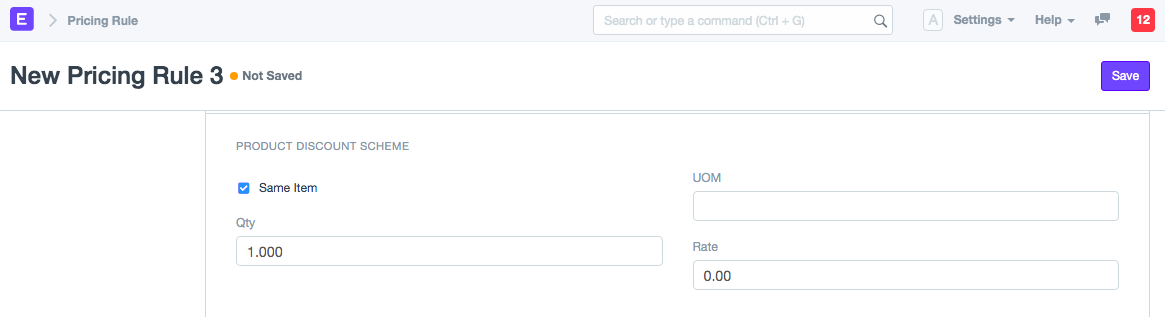 E Pricing Rule Search or type a command (Ctrl + G) A Settings Help 12
New Pricing Rule 3 Not Saved Save
PRODUCT DISCOUNT SCHEME
Same Item
UOM
Qty
1.000
Rate
0.00